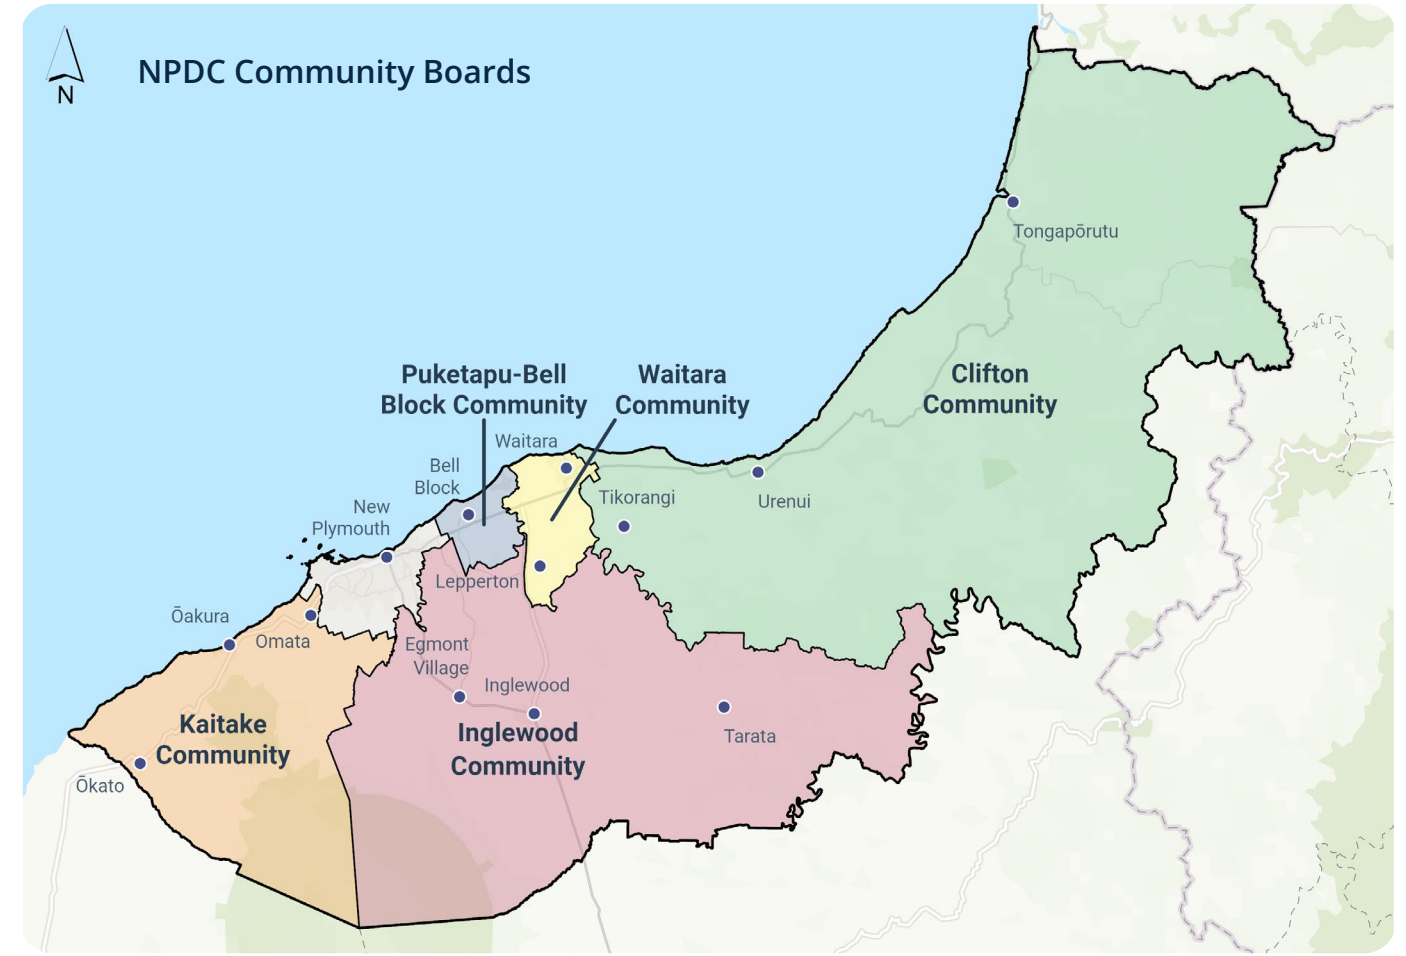 NPDC Community Boards
N
Tongapōrutu
Puketapu-Bell
Block Community
Waitara
Community
Clifton
Community
Waitara
Bell
Block
New
Plymouth
Tikorangi
Urenui
Lepperton
Ōakura
Omata
Egmont
Village
Inglewood
Kaitake
Community
Inglewood
Community
Tarata
Ōkato